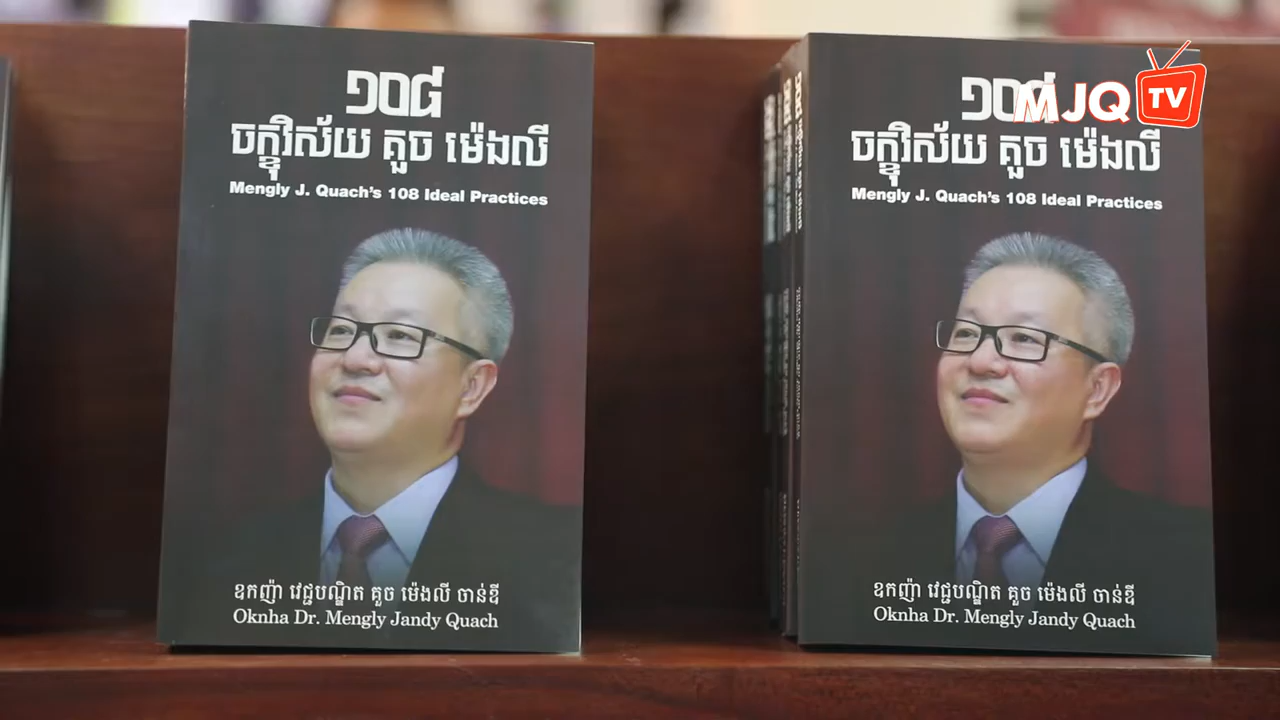 ១០៨
ចក្ខុវិស័យ គួច ម៉េងលី
Mengly J. Quach's 108 Ideal Practices
ឧកញ៉ា វេជ្ជបណ្ឌិត គួច ម៉េងលី ចាន់ឌី
Oknha Dr. Mengly Jandy Quach
MJQ TV
១០៨
ចក្ខុវិស័យ គួច ម៉េងលី
Mengly J. Quach's 108 Ideal Practices
ឧកញ៉ា វេជ្ជបណ្ឌិត គួច ម៉េងលី ចាន់ឌី
Oknha Dr. Mengly Jandy Quach